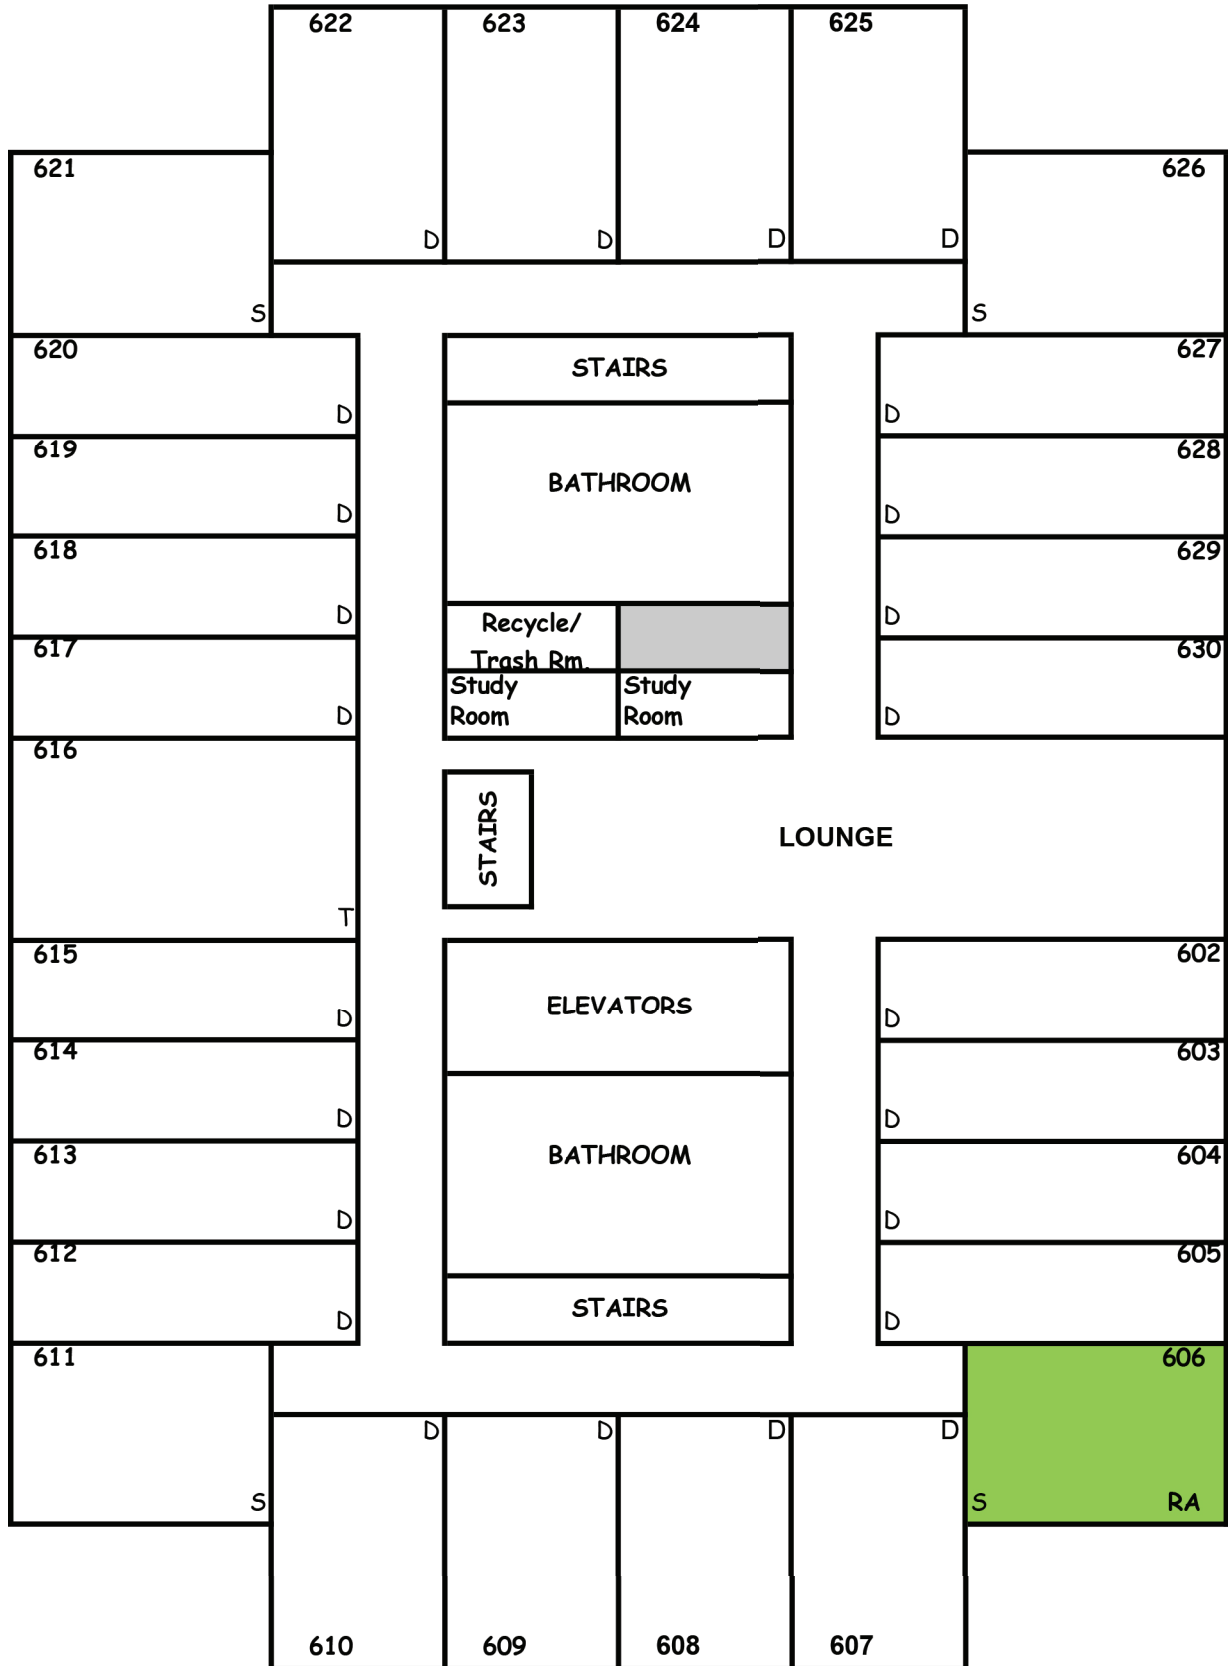 622 623 624 625
D D D D
621 626
S S
620 627
STAIRS
D D
619 628
BATHROOM
D D
618 629
Recycle/
Trash Rm.
D D
617 630
Study Study
Room Room
D D
616
STAIRS
LOUNGE
T
615 602
ELEVATORS
D D
614 603
D D
613 604
BATHROOM
D D
612 605
STAIRS
D D
611 606
D D D D
S S RA
610 609 608 607